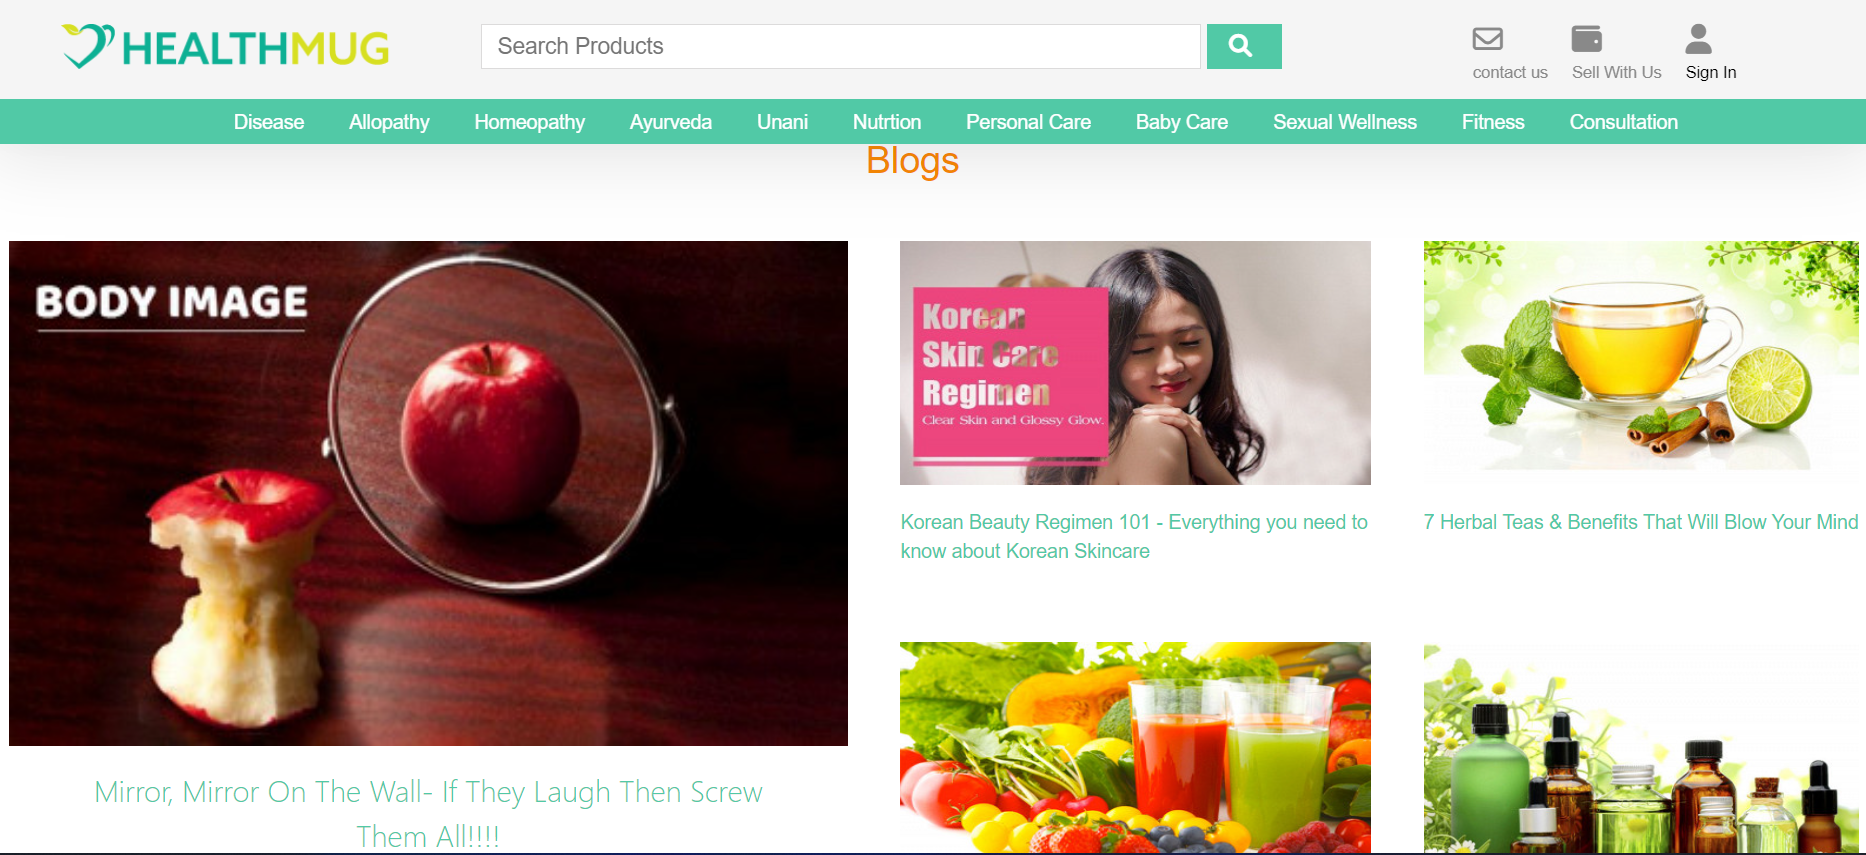 HEALTHMUG
Search Products
contact us
Sell With Us
Sign In
Disease
Allopathy
Homeopathy
Ayurveda
Unani
Nutrtion
Personal Care
Baby Care
Sexual Wellness
Fitness
Consultation
Blogs
BODY IMAGE
Mirror, Mirror On The Wall- If They Laugh Then Screw
Them All!!!!
Korean
Skin Care
Regimen
Clear Skin and Glossy Glow.
Korean Beauty Regimen 101 - Everything you need to
know about Korean Skincare
7 Herbal Teas & Benefits That Will Blow Your Mind